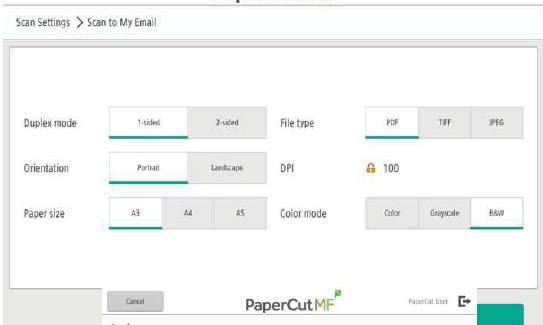 Scan Settings > Scan to My Email
Duplex mode 1-sided 2-sided File type PDF TIFF JPEG
Orientation Portrait Landscape DPI 100
Paper size A3 A4 A5 Color mode Color Grayscale B&W
Cancel PaperCut MF PaperCut User